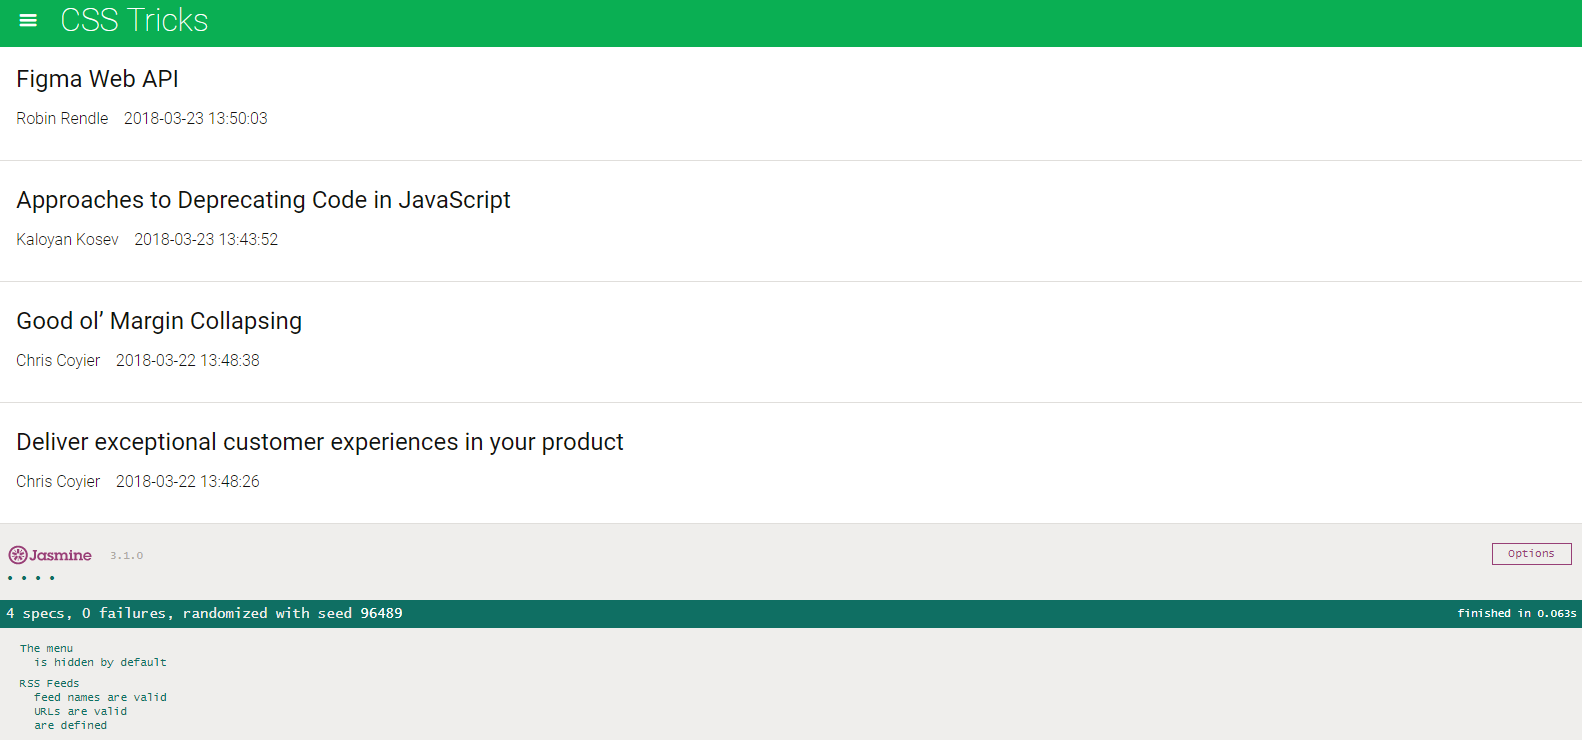 CSS Tricks
Figma Web API
Robin Rendle 2018-03-23 13:50:03
Approaches to Deprecating Code in JavaScript
Kaloyan Kosev 2018-03-23 13:43:52
Good ol’ Margin Collapsing
Chris Coyier 2018-03-22 13:48:38
Deliver exceptional customer experiences in your product
Chris Coyier 2018-03-22 13:48:26
Jasmine 3.1.0 Options
4 specs, 0 failures, randomized with seed 96489 finished in 0.063s
The menu
is hidden by default
RSS Feeds
feed names are valid
URLs are valid
are defined